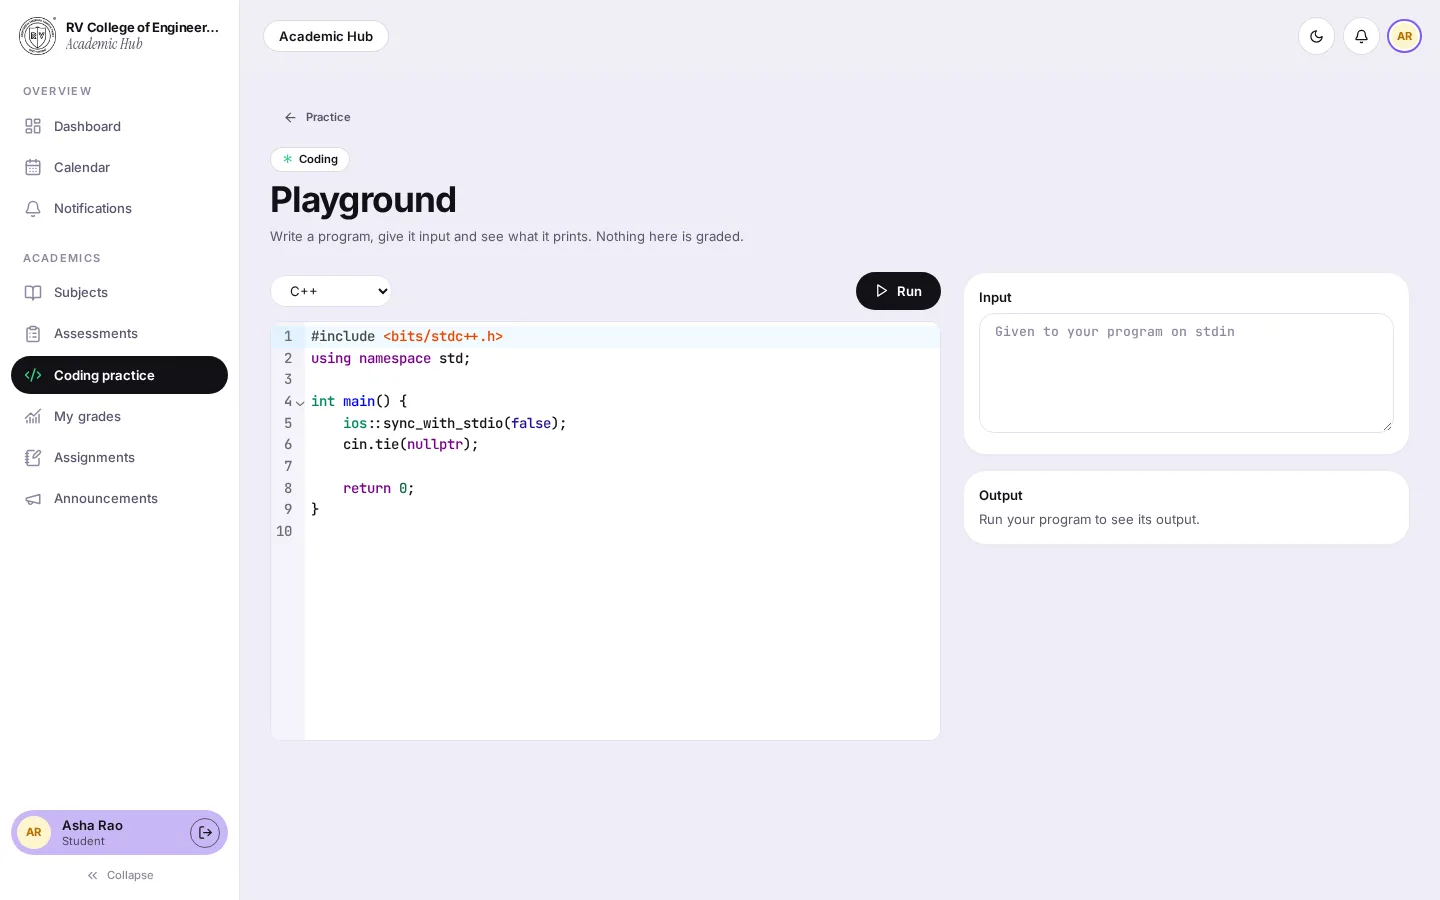 RV College of Engineer...
Academic Hub
OVERVIEW
Dashboard
Calendar
Notifications
ACADEMICS
Subjects
Assessments
Coding practice
My grades
Assignments
Announcements
AR
Asha Rao
Student
Collapse
Academic Hub
AR
Practice
Coding
Playground
Write a program, give it input and see what it prints. Nothing here is graded.
C++
Run
1 #include <bits/stdc++.h>
2 using namespace std;
3
4 int main() {
5     ios::sync_with_stdio(false);
6     cin.tie(nullptr);
7
8     return 0;
9 }
10
Input
Given to your program on stdin
Output
Run your program to see its output.